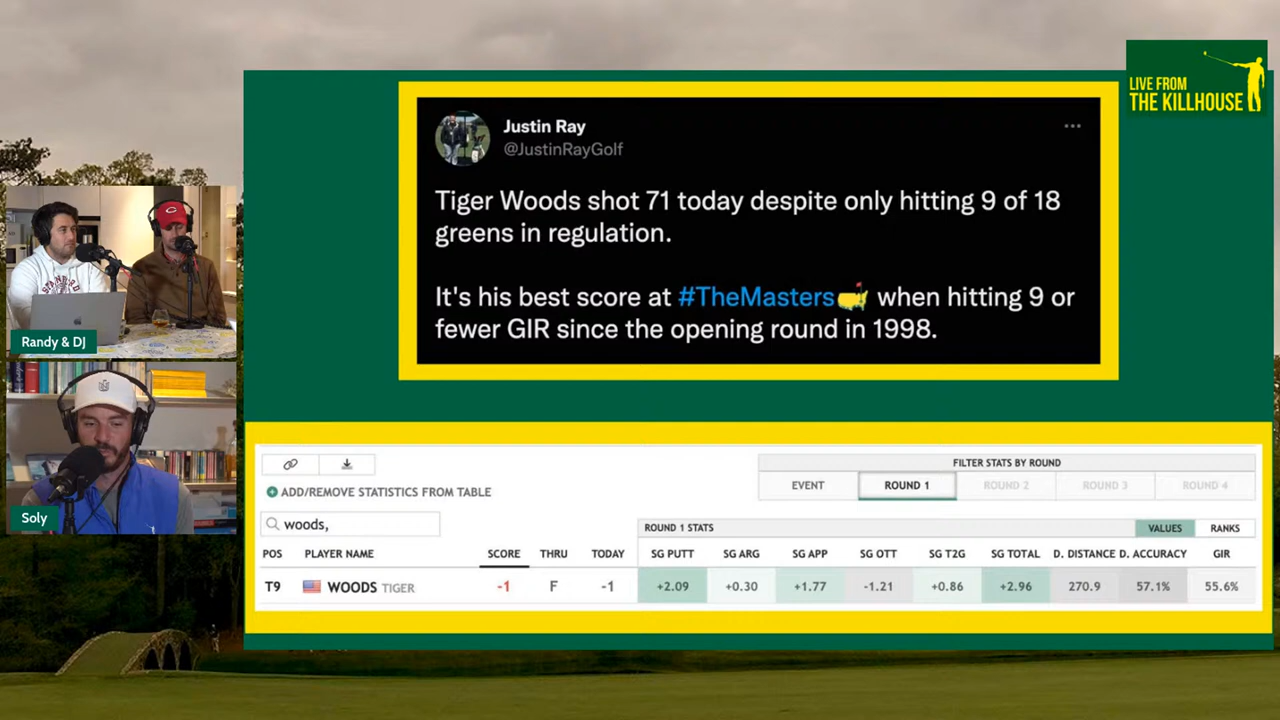 LIVE FROM
THE KILLHOUSE
Justin Ray
@JustinRayGolf
Tiger Woods shot 71 today despite only hitting 9 of 18
greens in regulation.
It's his best score at #TheMasters when hitting 9 or
fewer GIR since the opening round in 1998.
Randy & DJ
Soly
FILTER STATS BY ROUND
EVENT ROUND 1 ROUND 2 ROUND 3 ROUND 4
ADD/REMOVE STATISTICS FROM TABLE
woods,
ROUND 1 STATS VALUES RANKS
POS PLAYER NAME SCORE THRU TODAY SG PUTT SG ARG SG APP SG OTT SG T2G SG TOTAL D. DISTANCE D. ACCURACY GIR
T9 WOODS TIGER -1 F -1 +2.09 +0.30 +1.77 -1.21 +0.86 +2.96 270.9 57.1% 55.6%